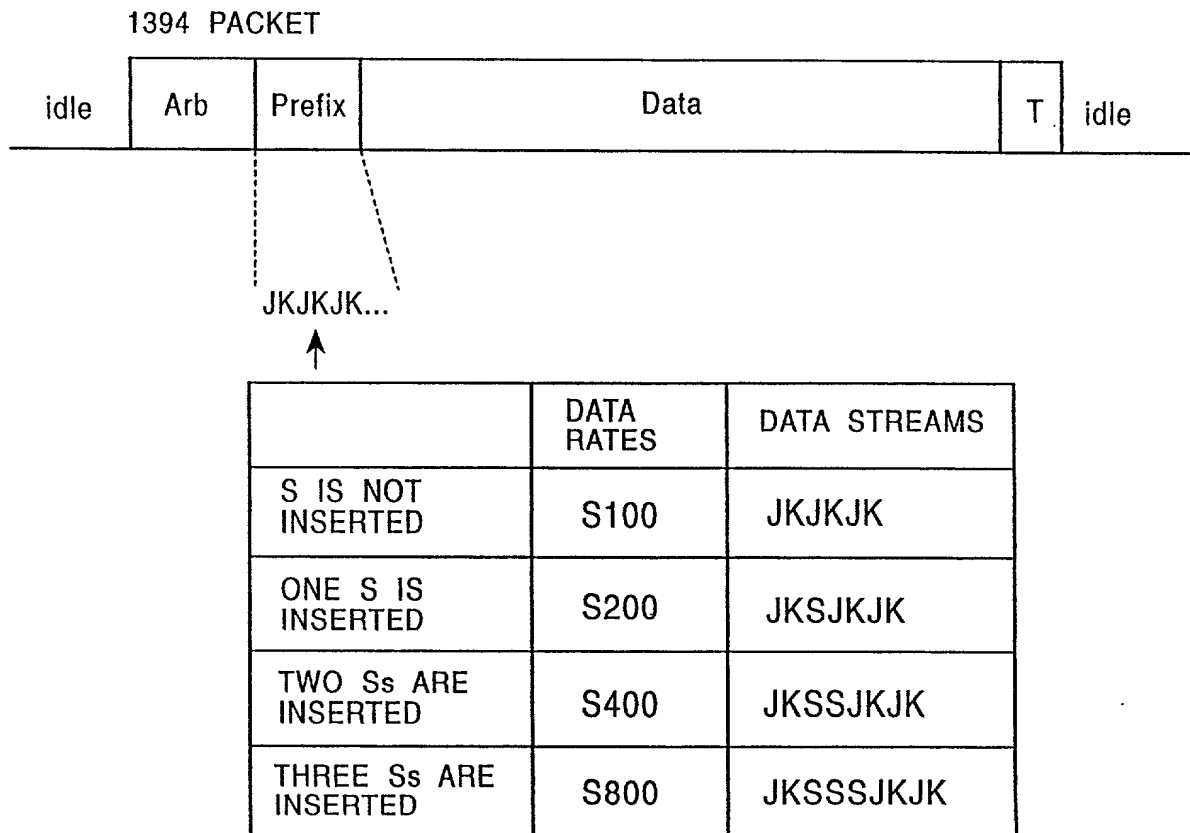 1394 PACKET
idle Arb Prefix Data T idle
JKJKJK...
DATA RATES DATA STREAMS
S IS NOT INSERTED S100 JKJKJK
ONE S IS INSERTED S200 JKSJKJK
TWO Ss ARE INSERTED S400 JKSSJKJK
THREE Ss ARE INSERTED S800 JKSSSJKJK